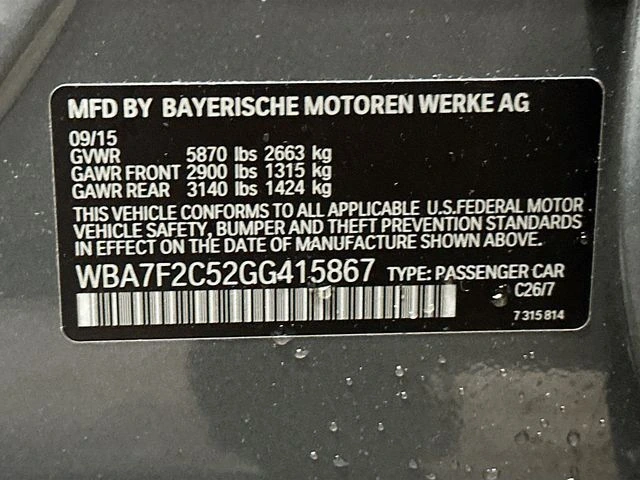 MFD BY BAYERISCHE MOTOREN WERKE AG
09/15
GVWR 5870 lbs 2663 kg
GAWR FRONT 2900 lbs 1315 kg
GAWR REAR 3140 lbs 1424 kg
THIS VEHICLE CONFORMS TO ALL APPLICABLE U.S.FEDERAL MOTOR
VEHICLE SAFETY, BUMPER AND THEFT PREVENTION STANDARDS
IN EFFECT ON THE DATE OF MANUFACTURE SHOWN ABOVE.
WBA7F2C52GG415867 TYPE: PASSENGER CAR
C26/7
7 315 814